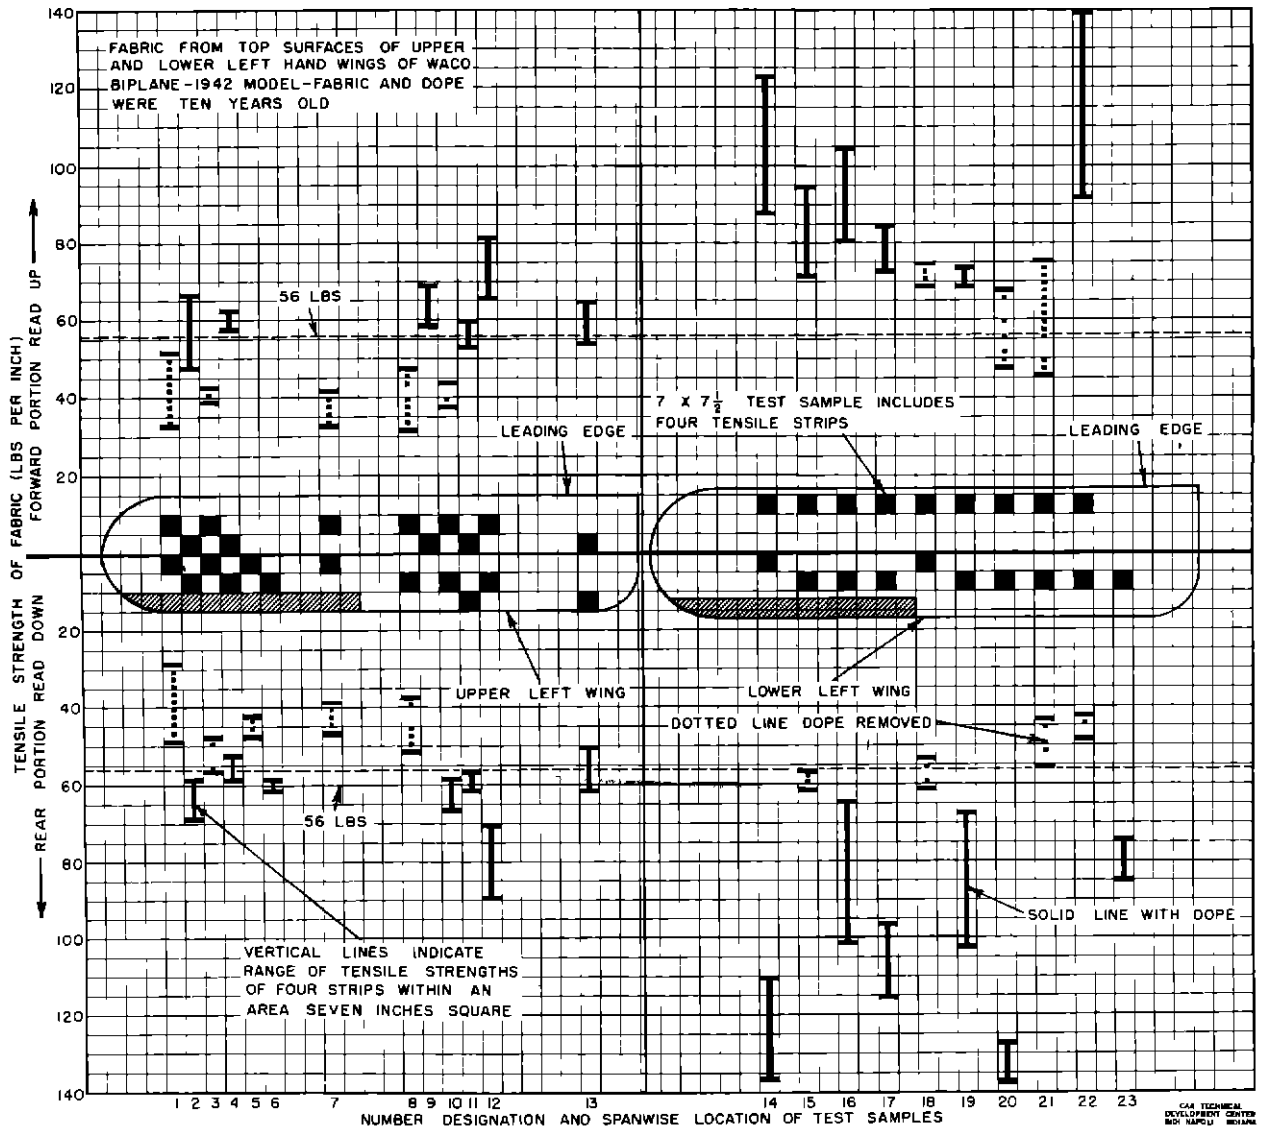 140
120
100
80
60
40
20
20
40
60
80
100
120
140
TENSILE STRENGTH OF FABRIC (LBS PER INCH)
REAR PORTION READ DOWN
FORWARD PORTION READ UP
FABRIC FROM TOP SURFACES OF UPPER
AND LOWER LEFT HAND WINGS OF WACO
BIPLANE-1942 MODEL-FABRIC AND DOPE
WERE TEN YEARS OLD
56 LBS
7 X 7½ TEST SAMPLE INCLUDES
FOUR TENSILE STRIPS
LEADING EDGE
LEADING EDGE
UPPER LEFT WING
LOWER LEFT WING
DOTTED LINE DOPE REMOVED
56 LBS
SOLID LINE WITH DOPE
VERTICAL LINES INDICATE
RANGE OF TENSILE STRENGTHS
OF FOUR STRIPS WITHIN AN
AREA SEVEN INCHES SQUARE
1 2 3 4 5 6 7 8 9 10 11 12 13 14 15 16 17 18 19 20 21 22 23
NUMBER DESIGNATION AND SPANWISE LOCATION OF TEST SAMPLES
TECHNICAL
DEVELOPMENT CENTER